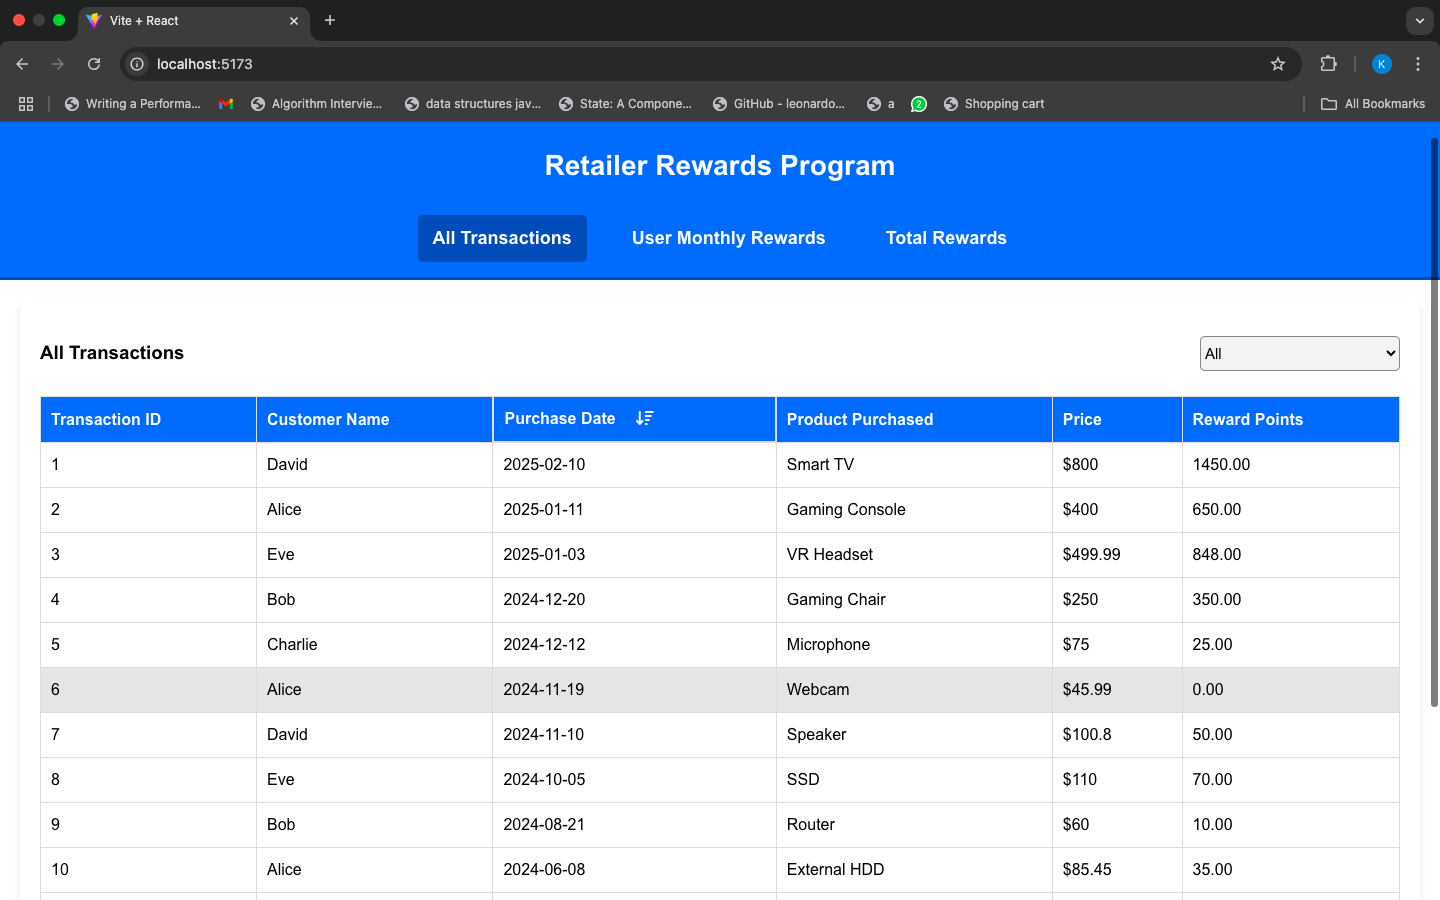 Vite + React
localhost:5173
K
Writing a Performa...
Algorithm Intervie...
data structures jav...
State: A Compone...
GitHub - leonardo...
a
2
Shopping cart
All Bookmarks
Retailer Rewards Program
All Transactions
User Monthly Rewards
Total Rewards
All Transactions
All
Transaction ID Customer Name Purchase Date Product Purchased Price Reward Points
1 David 2025-02-10 Smart TV $800 1450.00
2 Alice 2025-01-11 Gaming Console $400 650.00
3 Eve 2025-01-03 VR Headset $499.99 848.00
4 Bob 2024-12-20 Gaming Chair $250 350.00
5 Charlie 2024-12-12 Microphone $75 25.00
6 Alice 2024-11-19 Webcam $45.99 0.00
7 David 2024-11-10 Speaker $100.8 50.00
8 Eve 2024-10-05 SSD $110 70.00
9 Bob 2024-08-21 Router $60 10.00
10 Alice 2024-06-08 External HDD $85.45 35.00